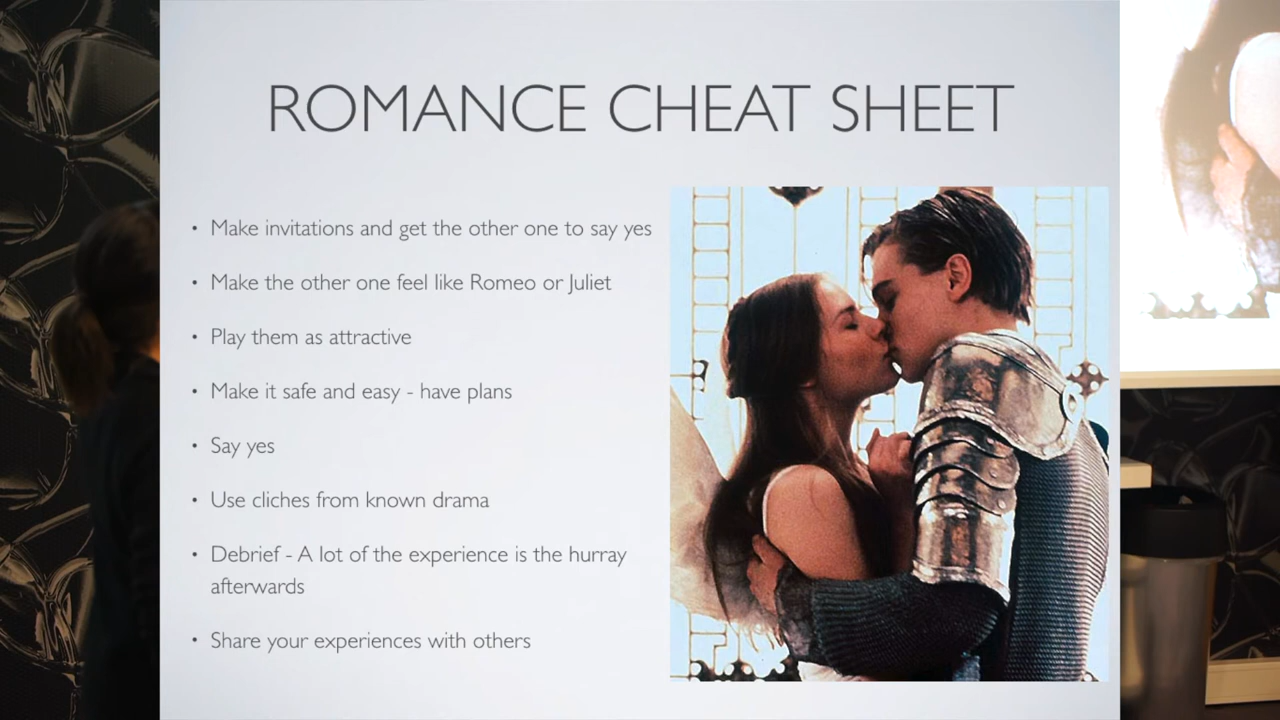 ROMANCE CHEAT SHEET
• Make invitations and get the other one to say yes
• Make the other one feel like Romeo or Juliet
• Play them as attractive
• Make it safe and easy - have plans
• Say yes
• Use cliches from known drama
• Debrief - A lot of the experience is the hurray
afterwards
• Share your experiences with others